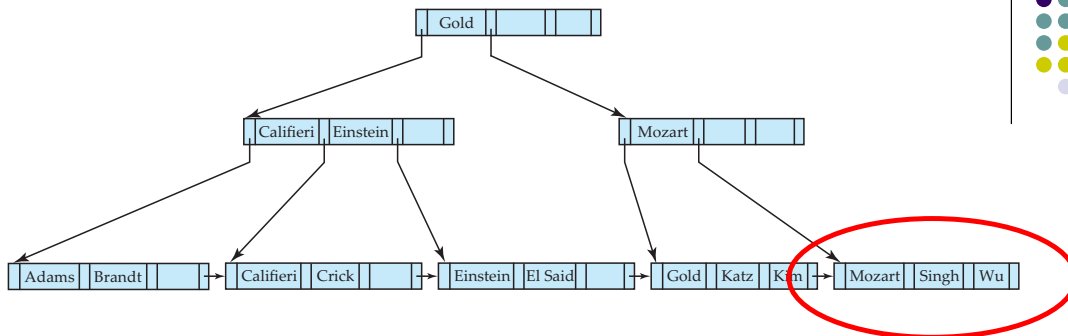 Gold
Califieri Einstein
Mozart
Adams Brandt
Califieri Crick
Einstein El Said
Gold Katz Kim
Mozart Singh Wu